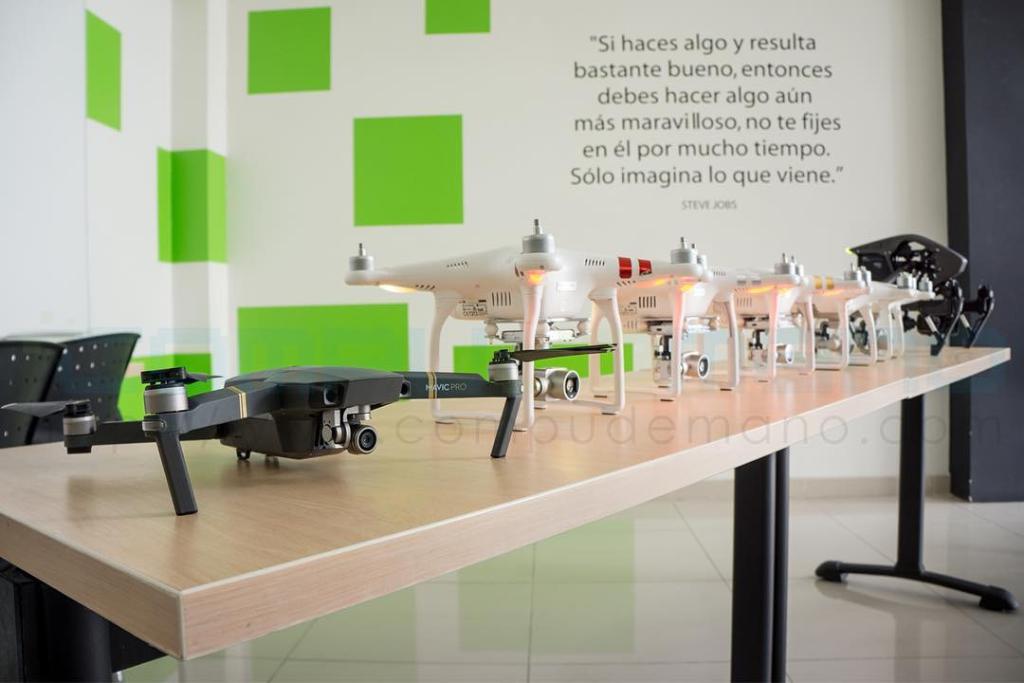 "Si haces algo y resulta
bastante bueno, entonces
debes hacer algo aún
más maravilloso, no te fijes
en él por mucho tiempo.
Sólo imagina lo que viene.”
STEVE JOBS
MAVIC PRO
compudemano.com